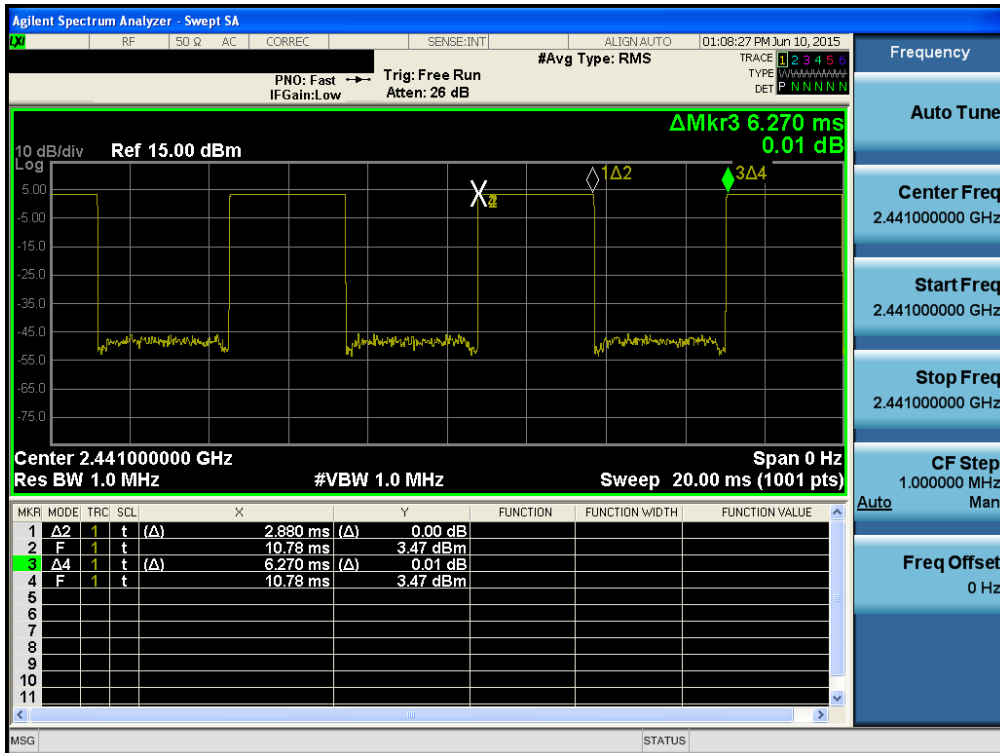 Agilent Spectrum Analyzer - Swept SA
LXI RF 50 Ω AC CORREC SENSE:INT ALIGN AUTO 01:08:27 PM Jun 10, 2015
PNO: Fast
IFGain:Low
Trig: Free Run
Atten: 26 dB
#Avg Type: RMS
TRACE 1 2 3 4 5 6
TYPE
DET P N N N N N
ΔMkr3 6.270 ms
0.01 dB
10 dB/div Ref 15.00 dBm
Log
1Δ2
3Δ4
5.00
-5.00
-15.0
-25.0
-35.0
-45.0
-55.0
-65.0
-75.0
Center 2.441000000 GHz Span 0 Hz
Res BW 1.0 MHz #VBW 1.0 MHz Sweep 20.00 ms (1001 pts)
MKR MODE TRC SCL X Y FUNCTION FUNCTION WIDTH FUNCTION VALUE
1 Δ2 1 t (Δ) 2.880 ms (Δ) 0.00 dB
2 F 1 t 10.78 ms 3.47 dBm
3 Δ4 1 t (Δ) 6.270 ms (Δ) 0.01 dB
4 F 1 t 10.78 ms 3.47 dBm
5
6
7
8
9
10
11
MSG STATUS
Frequency
Auto Tune
Center Freq
2.441000000 GHz
Start Freq
2.441000000 GHz
Stop Freq
2.441000000 GHz
CF Step
1.000000 MHz
Auto Man
Freq Offset
0 Hz